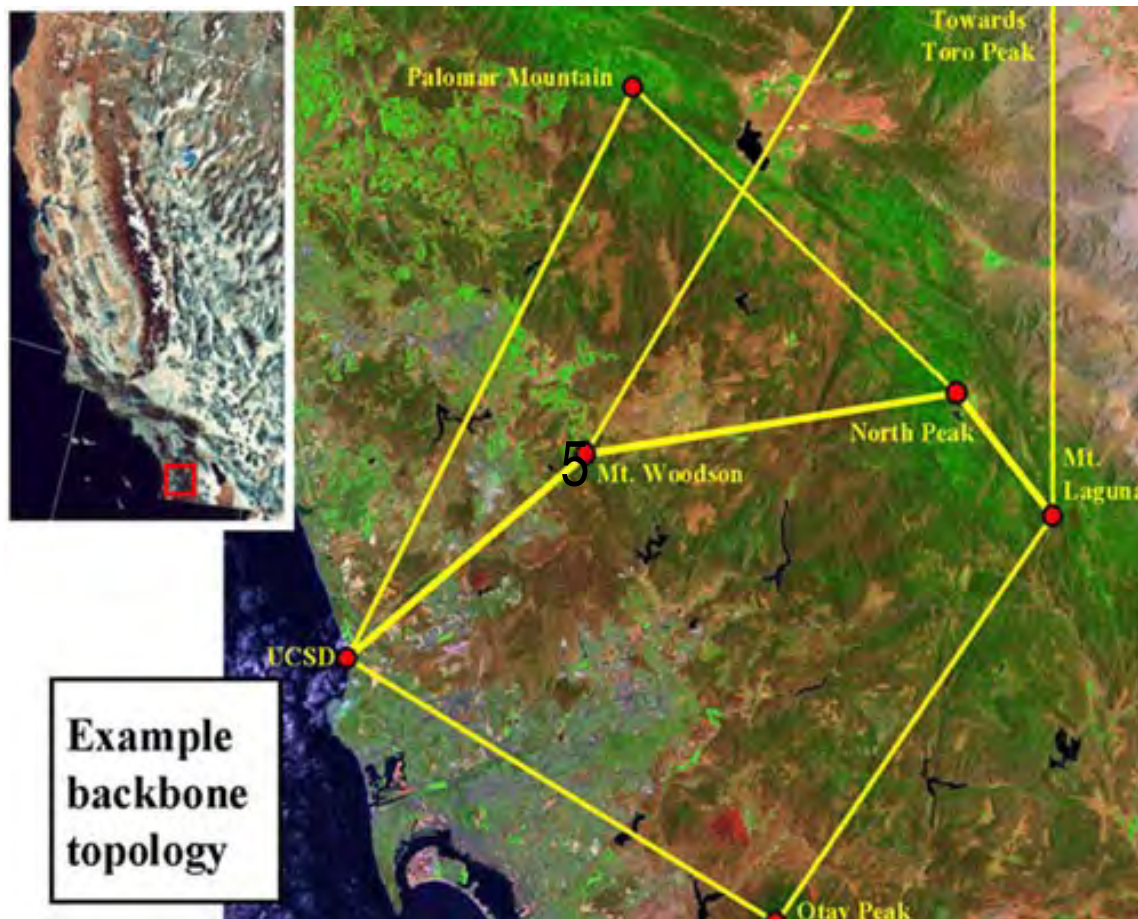 Towards
Toro Peak
Palomar Mountain
North Peak
5
Mt. Woodson
Mt.
Laguna
UCSD
Example
backbone
topology
Otay Peak